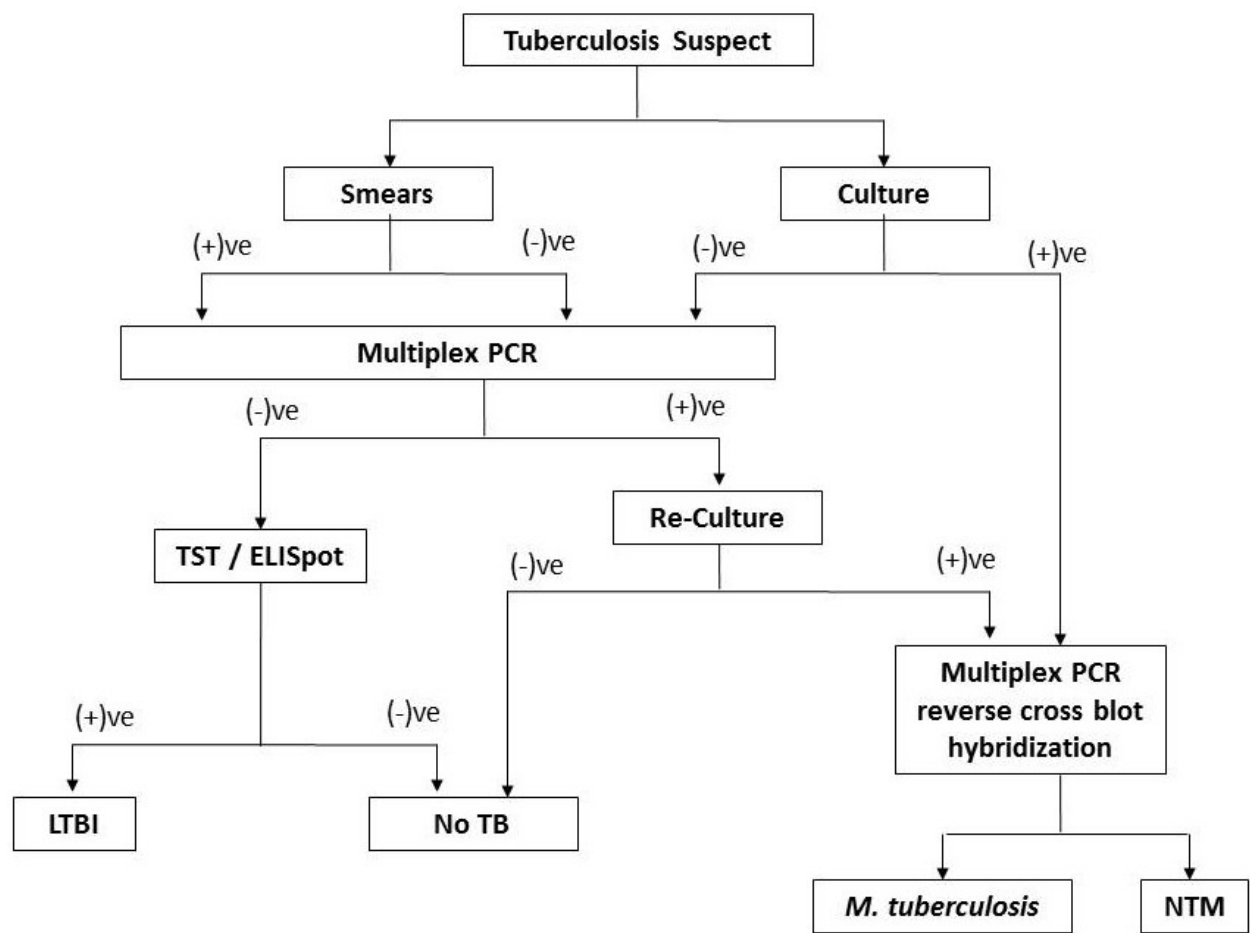 Tuberculosis Suspect
Smears
Culture
(+)ve
(-)ve
(-)ve
(+)ve
Multiplex PCR
(-)ve
(+)ve
Re-Culture
TST / ELISpot
(-)ve
(+)ve
Multiplex PCR
reverse cross blot
hybridization
(+)ve
(-)ve
LTBI
No TB
M. tuberculosis
NTM